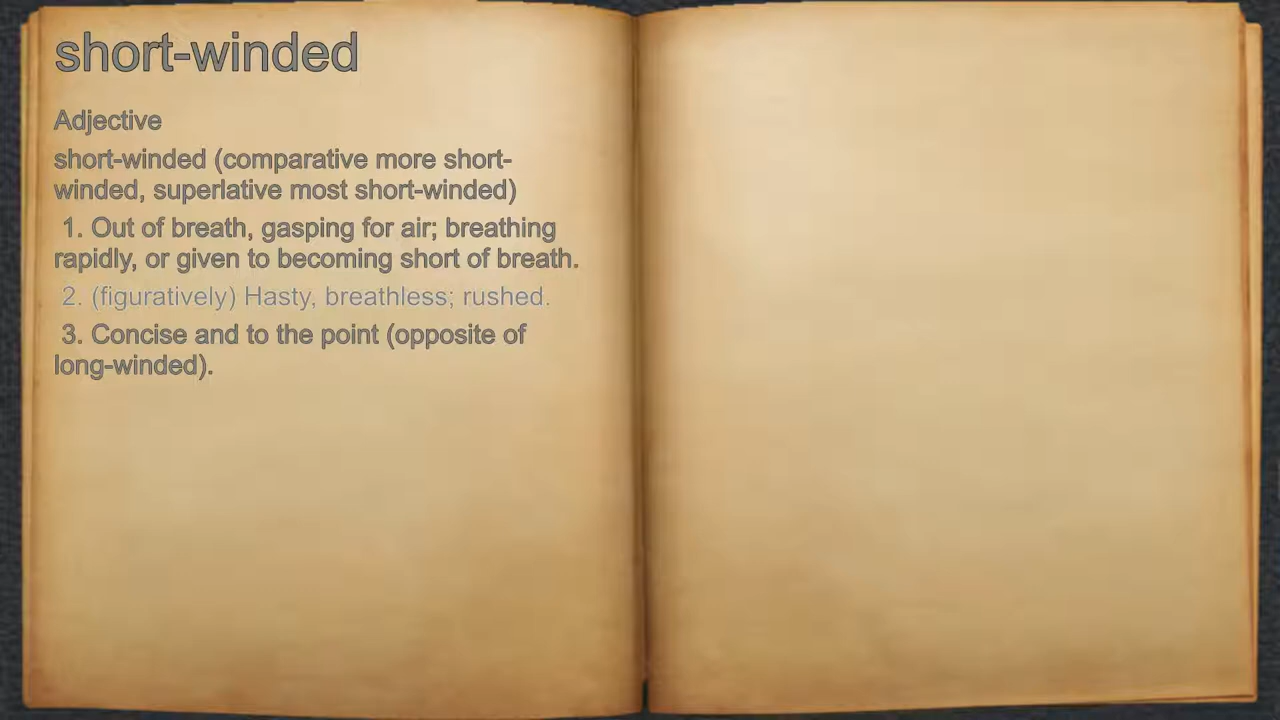 short-winded
Adjective
short-winded (comparative more short-
winded, superlative most short-winded)
1. Out of breath, gasping for air; breathing
rapidly, or given to becoming short of breath.
2. (figuratively) Hasty, breathless; rushed.
3. Concise and to the point (opposite of
long-winded).